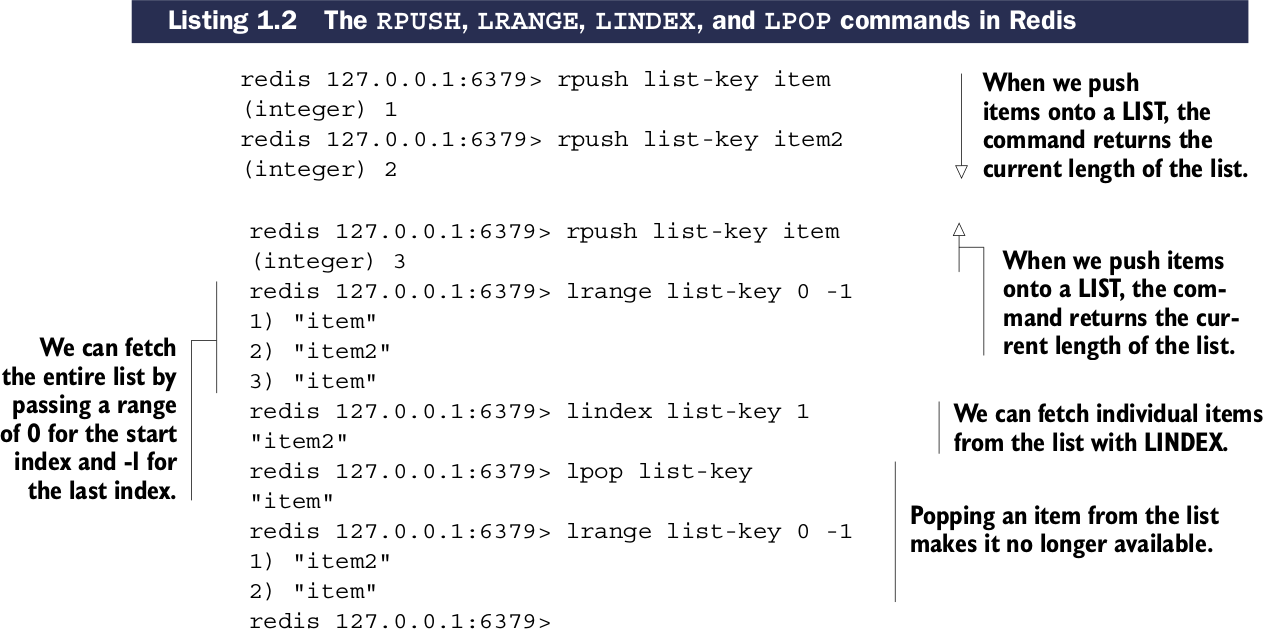 Listing 1.2 The RPUSH, LRANGE, LINDEX, and LPOP commands in Redis
redis 127.0.0.1:6379> rpush list-key item
(integer) 1
redis 127.0.0.1:6379> rpush list-key item2
(integer) 2
When we push
items onto a LIST, the
command returns the
current length of the list.
redis 127.0.0.1:6379> rpush list-key item
(integer) 3
redis 127.0.0.1:6379> lrange list-key 0 -1
1) "item"
2) "item2"
3) "item"
redis 127.0.0.1:6379> lindex list-key 1
"item2"
redis 127.0.0.1:6379> lpop list-key
"item"
redis 127.0.0.1:6379> lrange list-key 0 -1
1) "item2"
2) "item"
redis 127.0.0.1:6379>
When we push items
onto a LIST, the com-
mand returns the cur-
rent length of the list.
We can fetch
the entire list by
passing a range
of 0 for the start
index and -1 for
the last index.
We can fetch individual items
from the list with LINDEX.
Popping an item from the list
makes it no longer available.